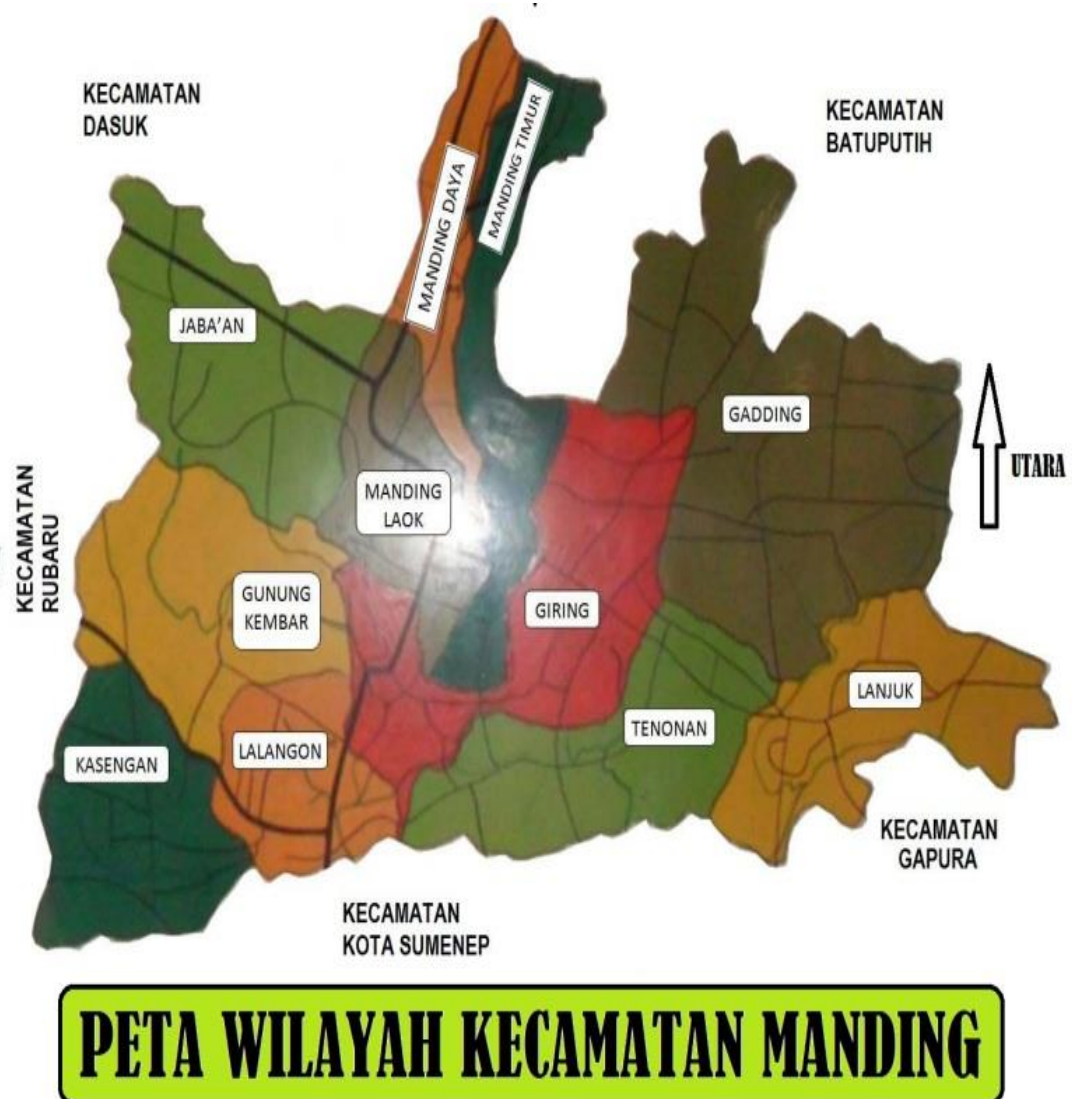 KECAMATAN
DASUK
KECAMATAN
BATUPUTIH
MANDING DAYA
MANDING TIMUR
JABA'AN
GADDING
UTARA
KECAMATAN
RUBARU
MANDING
LAOK
GUNUNG
KEMBAR
GIRING
LANJUK
TENONAN
LALANGON
KASENGAN
KECAMATAN
GAPURA
KECAMATAN
KOTA SUMENEP
PETA WILAYAH KECAMATAN MANDING